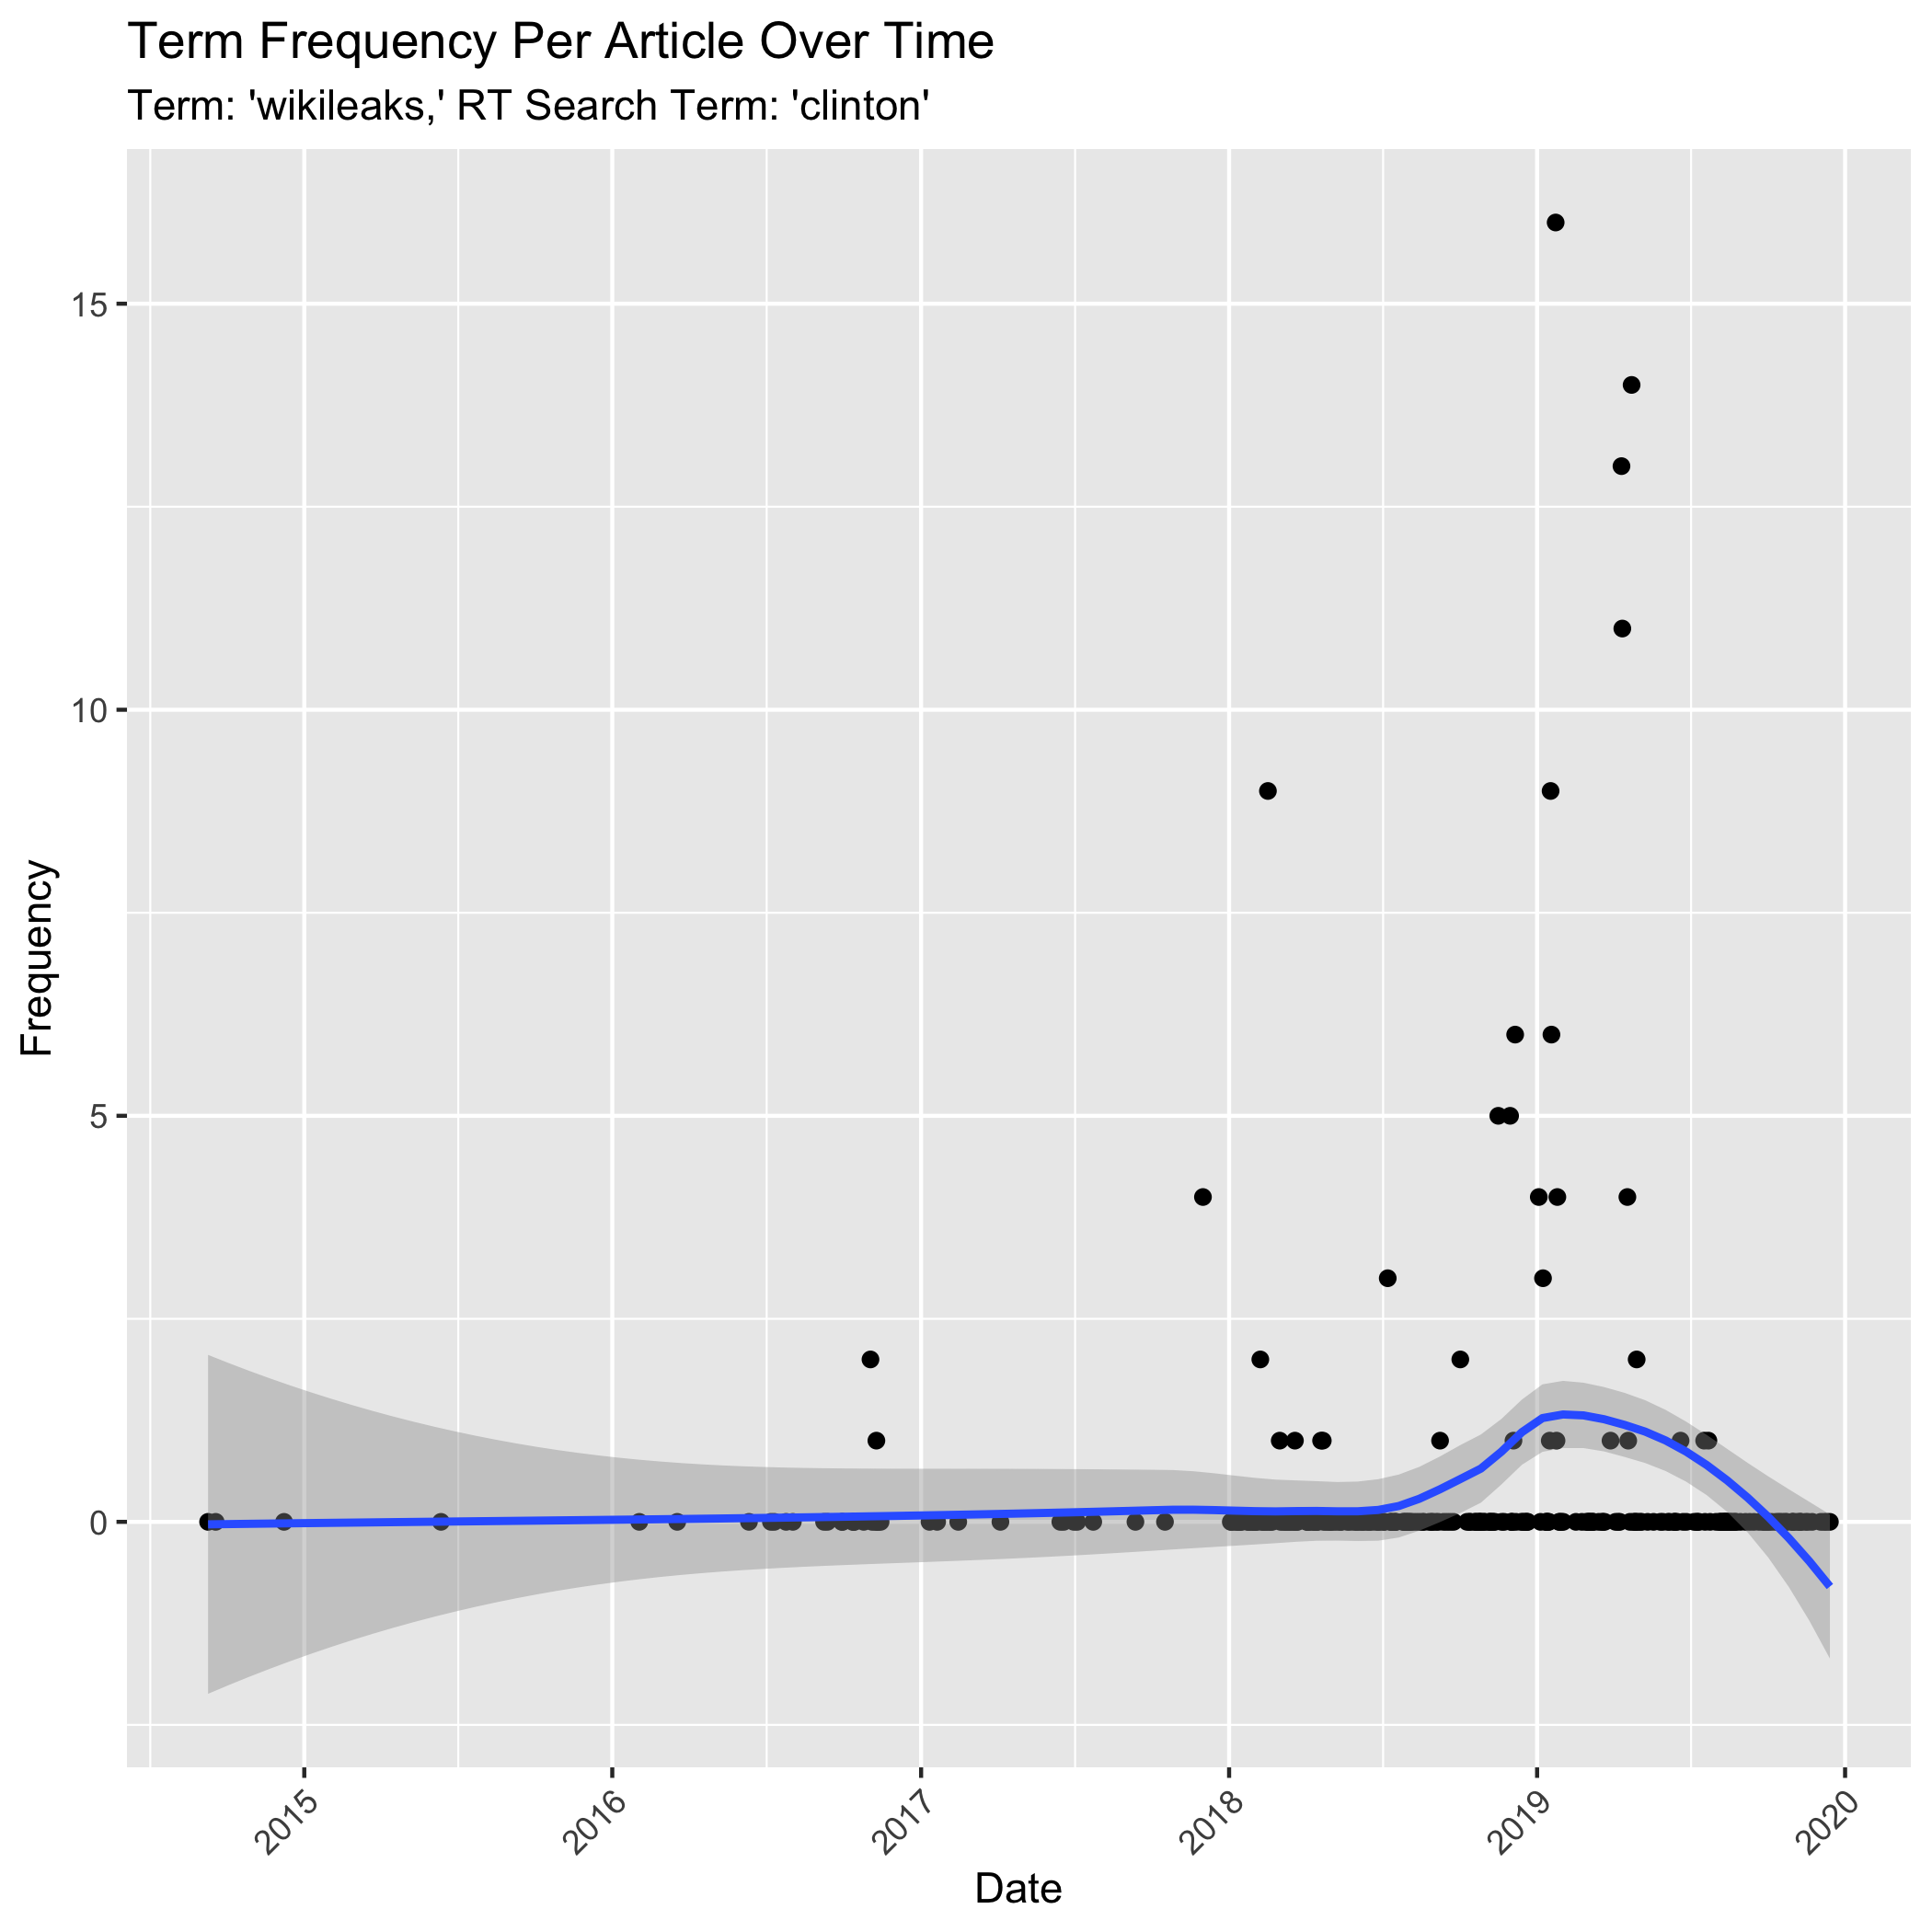 Term Frequency Per Article Over Time
Term: 'wikileaks,' RT Search Term: 'clinton'
Frequency
15
10
5
0
2015
2016
2017
2018
2019
2020
Date